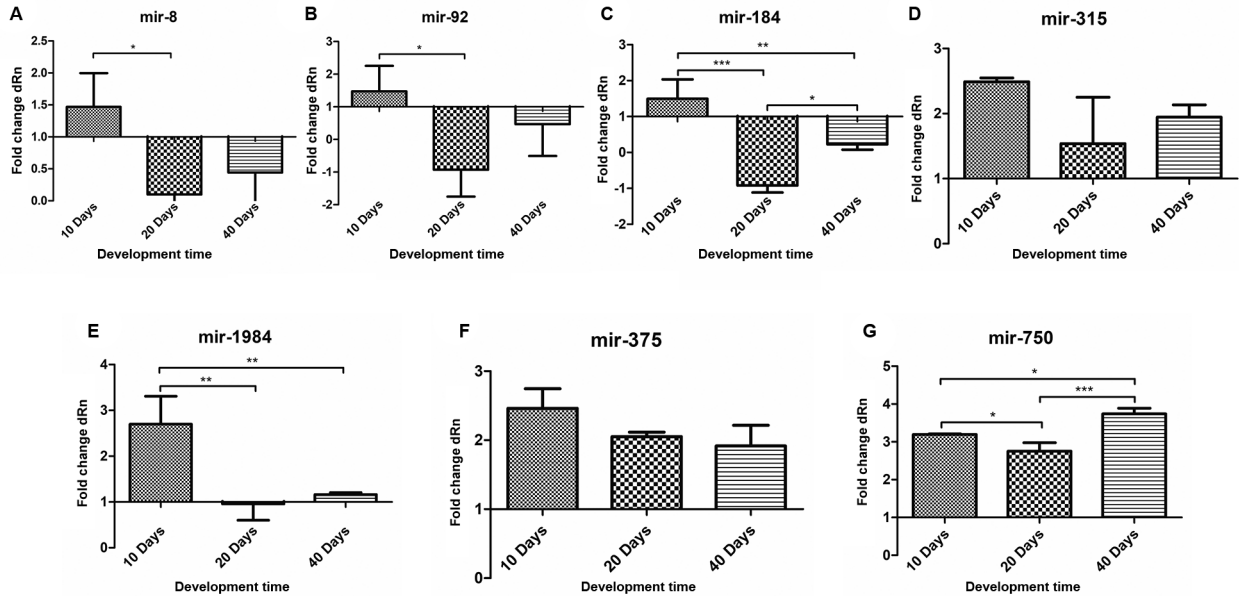 A
mir-8
Fold change dRn
2.5
2.0
1.5
1.0
0.5
0.0
*
10 Days
20 Days
40 Days
Development time
B
mir-92
Fold change dRn
3
2
1
0
-1
-2
*
10 Days
20 Days
40 Days
Development time
C
mir-184
Fold change dRn
3
2
1
0
-1
-2
**
***
*
10 Days
20 Days
40 Days
Development time
D
mir-315
Fold change dRn
3
2
1
0
10 Days
20 Days
40 Days
Development time
E
mir-1984
Fold change dRn
4
3
2
1
0
**
**
10 Days
20 Days
40 Days
Development time
F
mir-375
Fold change dRn
3
2
1
0
10 Days
20 Days
40 Days
Development time
G
mir-750
Fold change dRn
5
4
3
2
1
0
*
***
*
10 Days
20 Days
40 Days
Development time